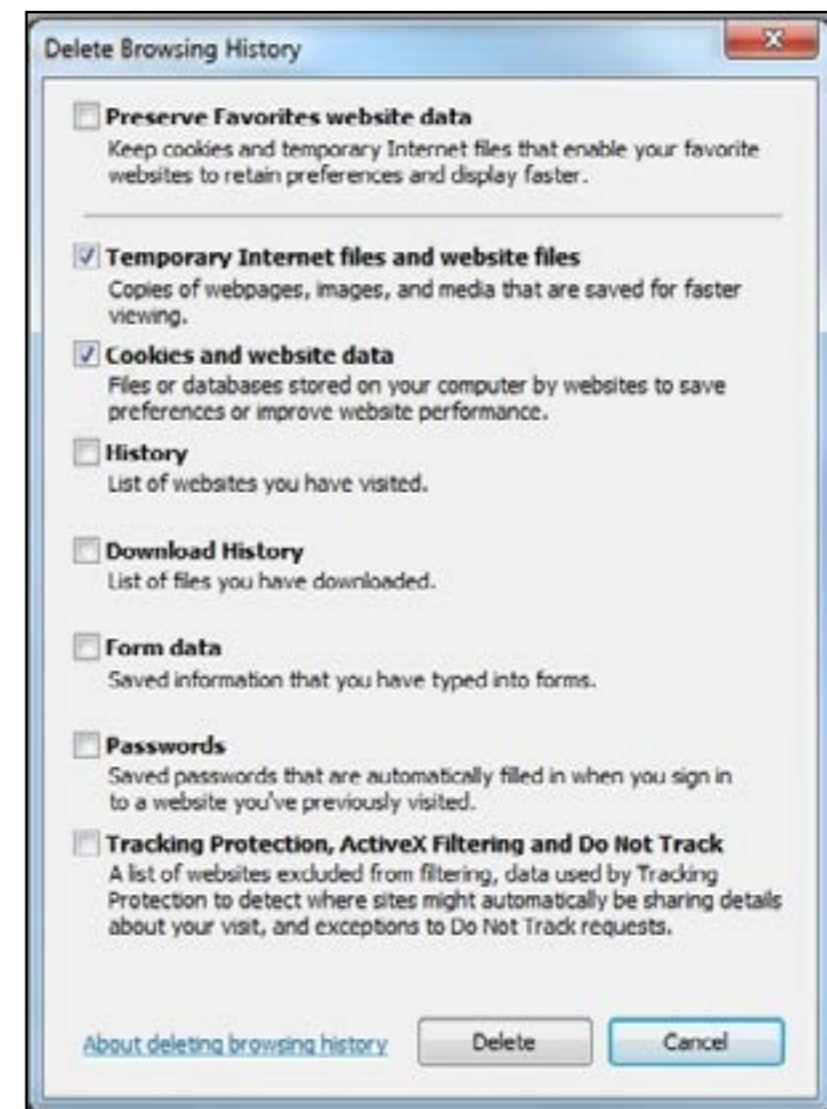 Delete Browsing History
Preserve Favorites website data
Keep cookies and temporary Internet files that enable your favorite
websites to retain preferences and display faster.
Temporary Internet files and website files
Copies of webpages, images, and media that are saved for faster
viewing.
Cookies and website data
Files or databases stored on your computer by websites to save
preferences or improve website performance.
History
List of websites you have visited.
Download History
List of files you have downloaded.
Form data
Saved information that you have typed into forms.
Passwords
Saved passwords that are automatically filled in when you sign in
to a website you've previously visited.
Tracking Protection, ActiveX Filtering and Do Not Track
A list of websites excluded from filtering, data used by Tracking
Protection to detect where sites might automatically be sharing details
about your visit, and exceptions to Do Not Track requests.
About deleting browsing history Delete Cancel